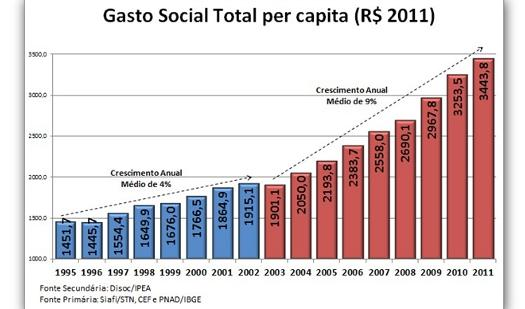 Gasto Social Total per capita (R$ 2011)
3500,0
3000,0
2500,0
2000,0
1500,0
1000,0
Crescimento Anual
Médio de 4%
Crescimento Anual
Médio de 9%
1451,7
1445,7
1554,4
1649,9
1676,0
1766,5
1864,9
1915,1
1901,1
2050,0
2193,8
2383,7
2558,0
2690,1
2967,8
3253,5
3443,8
1995 1996 1997 1998 1999 2000 2001 2002 2003 2004 2005 2006 2007 2008 2009 2010 2011
Fonte Secundária: Disoc/IPEA
Fonte Primária: Siafi/STN, CEF e PNAD/IBGE